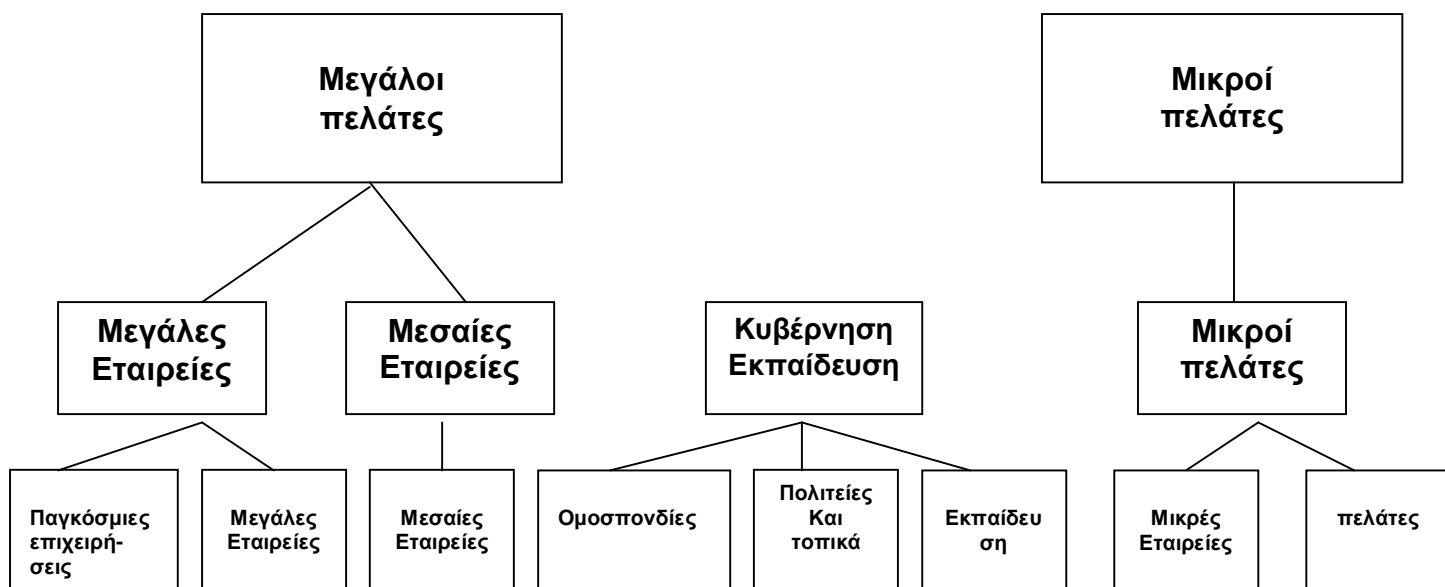 Μεγάλοι
πελάτες
Μικροί
πελάτες
Μεγάλες
Εταιρείες
Μεσαίες
Εταιρείες
Κυβέρνηση
Εκπαίδευση
Μικροί
πελάτες
Παγκόσμιες
επιχειρή-
σεις
Μεγάλες
Εταιρείες
Μεσαίες
Εταιρείες
Ομοσπονδίες
Πολιτείες
Και
τοπικά
Εκπαίδευ
ση
Μικρές
Εταιρείες
πελάτες